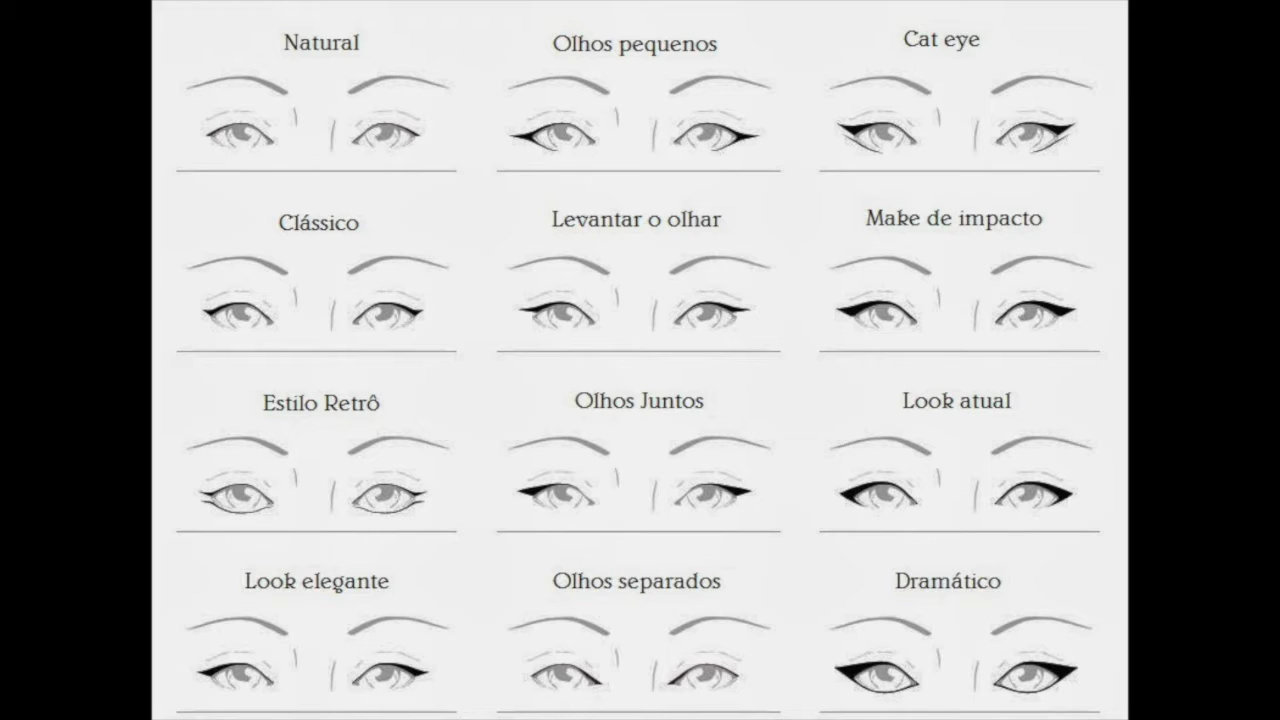 Natural
Olhos pequenos
Cat eye
Clássico
Levantar o olhar
Make de impacto
Estilo Retrô
Olhos Juntos
Look atual
Look elegante
Olhos separados
Dramático